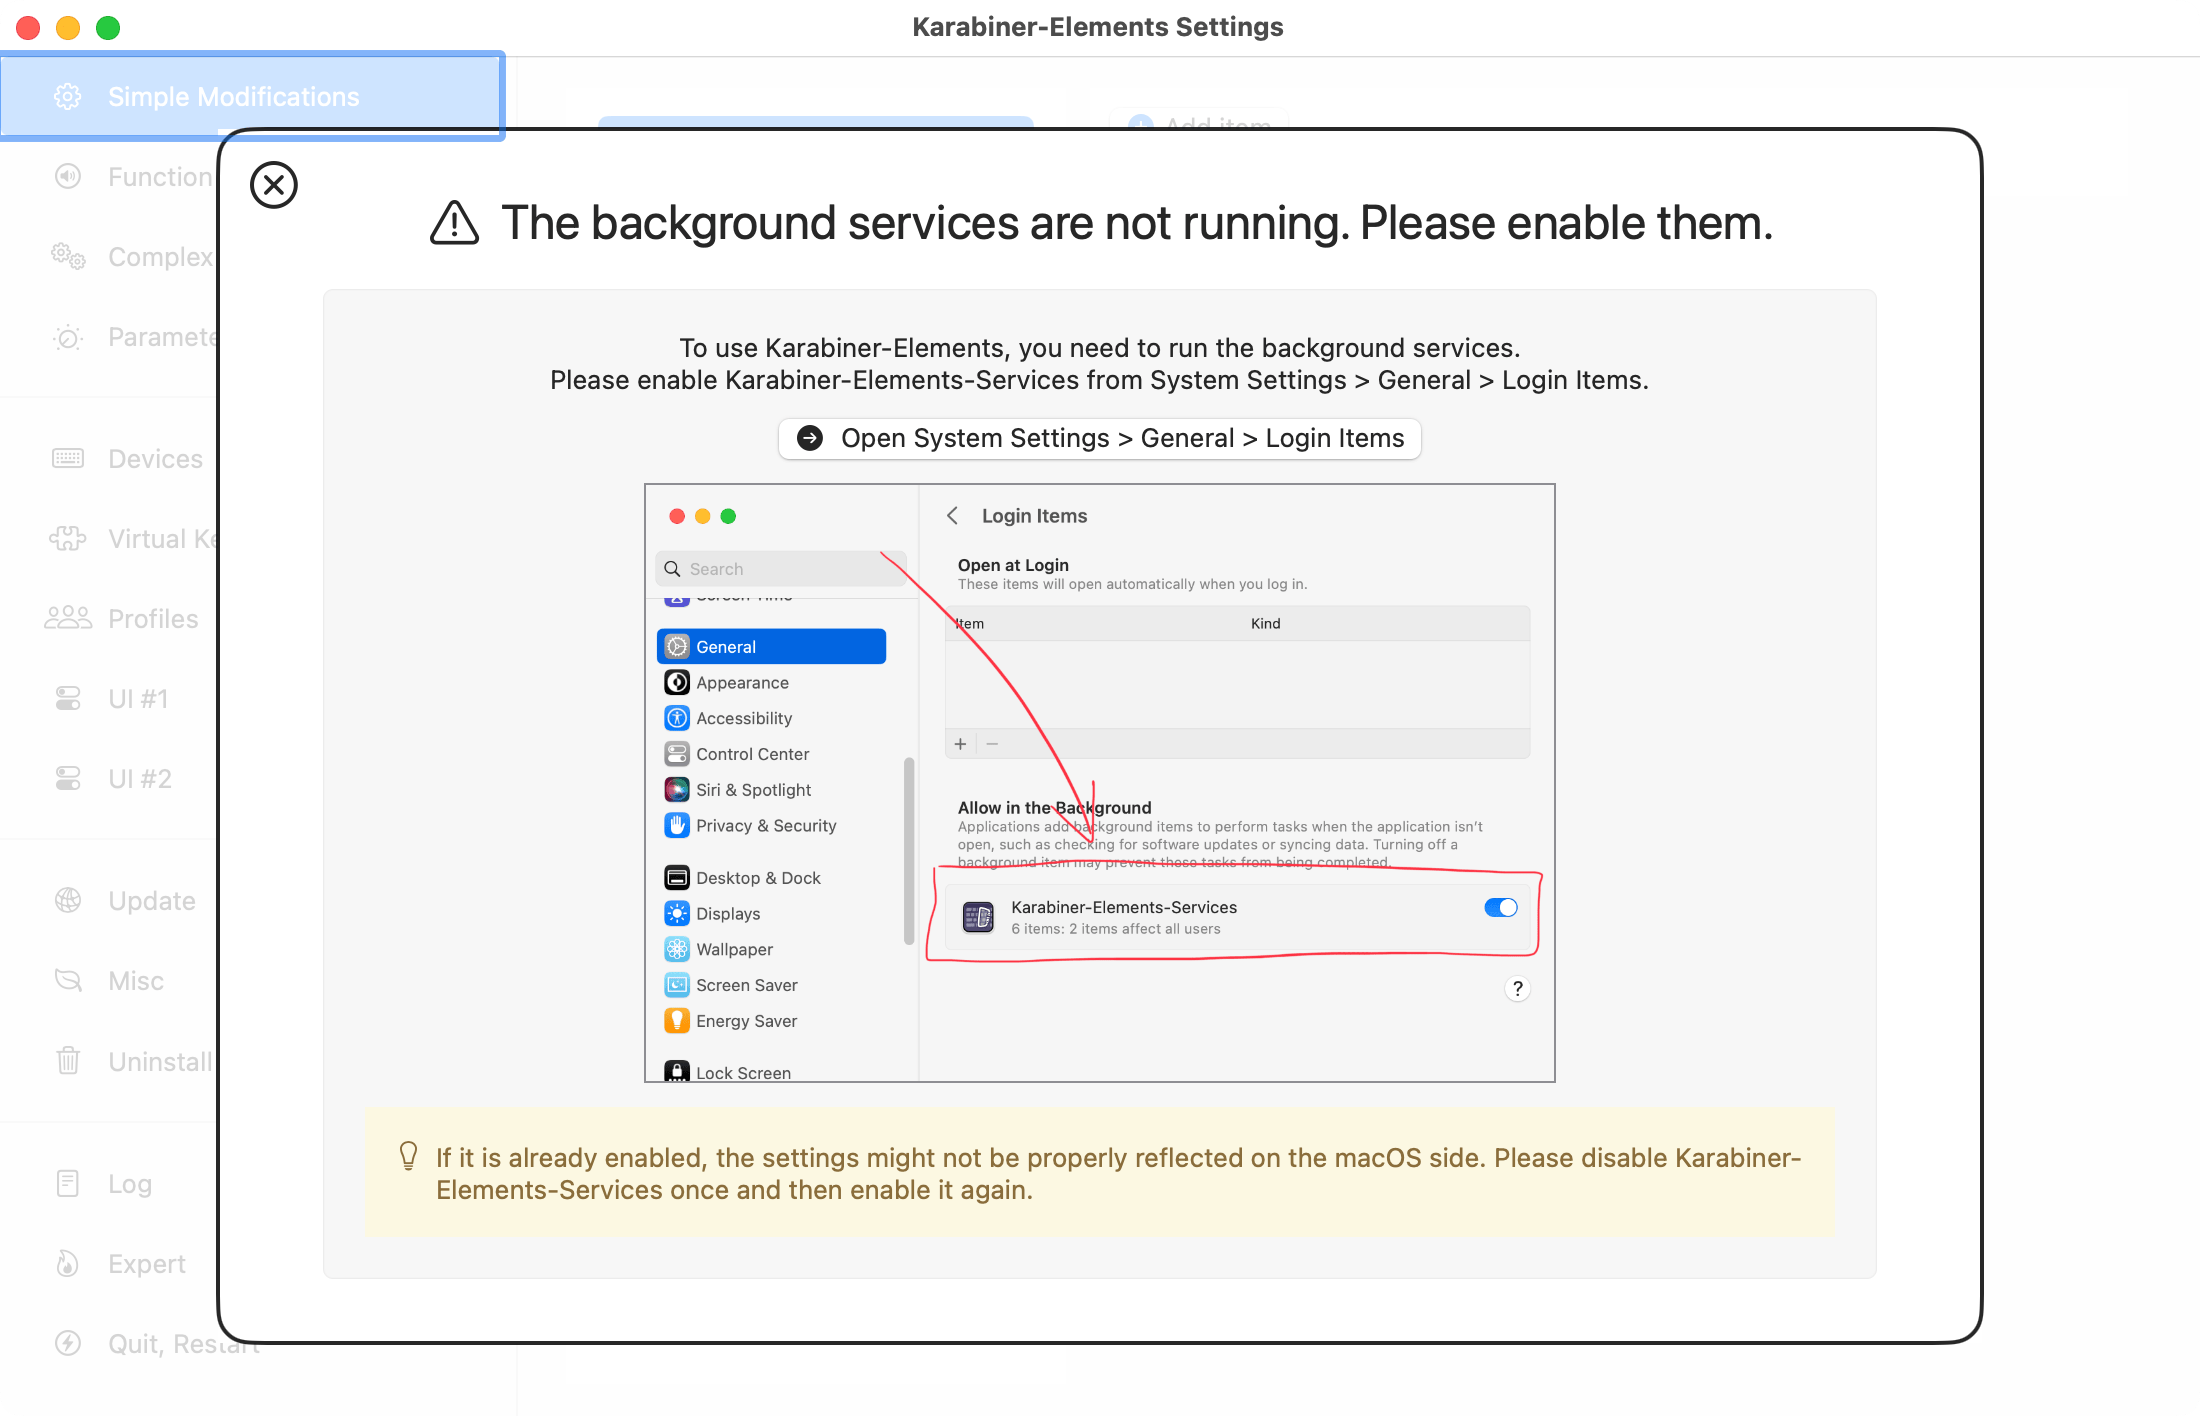 Karabiner-Elements Settings
Simple Modifications
Add item
Function
Complex
Paramete
Devices
Virtual Ke
Profiles
UI #1
UI #2
Update
Misc
Uninstall
Log
Expert
Quit, Restart
The background services are not running. Please enable them.
To use Karabiner-Elements, you need to run the background services.
Please enable Karabiner-Elements-Services from System Settings > General > Login Items.
Open System Settings > General > Login Items
Search
Screen Time
General
Appearance
Accessibility
Control Center
Siri & Spotlight
Privacy & Security
Desktop & Dock
Displays
Wallpaper
Screen Saver
Energy Saver
Lock Screen
Login Items
Open at Login
These items will open automatically when you log in.
Item Kind
+ −
Allow in the Background
Applications add background items to perform tasks when the application isn't
open, such as checking for software updates or syncing data. Turning off a
background item may prevent these tasks from being completed.
Karabiner-Elements-Services
6 items: 2 items affect all users
?
If it is already enabled, the settings might not be properly reflected on the macOS side. Please disable Karabiner-
Elements-Services once and then enable it again.